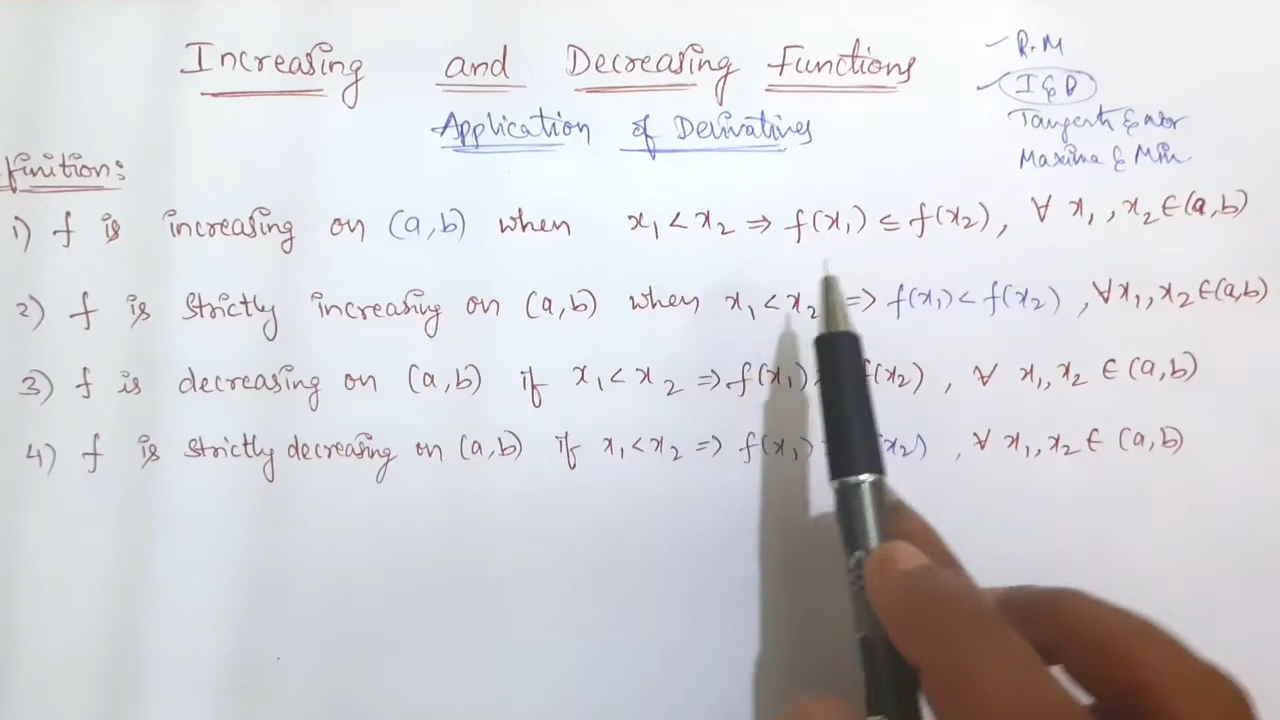 Increasing and Decreasing Functions
Application of Derivatives
R.M
I & D
Tangent & Nor
Maxima & Min
finition:
1) f is increasing on (a,b) when x₁ < x₂ ⇒ f(x₁) ≤ f(x₂), ∀ x₁, x₂ ∈ (a,b)
2) f is strictly increasing on (a,b) when x₁ < x₂ ⇒ f(x₁) < f(x₂), ∀ x₁, x₂ ∈ (a,b)
3) f is decreasing on (a,b) if x₁ < x₂ ⇒ f(x₁) f(x₂), ∀ x₁, x₂ ∈ (a,b)
4) f is strictly decreasing on (a,b) if x₁ < x₂ ⇒ f(x₁) (x₂), ∀ x₁, x₂ ∈ (a,b)